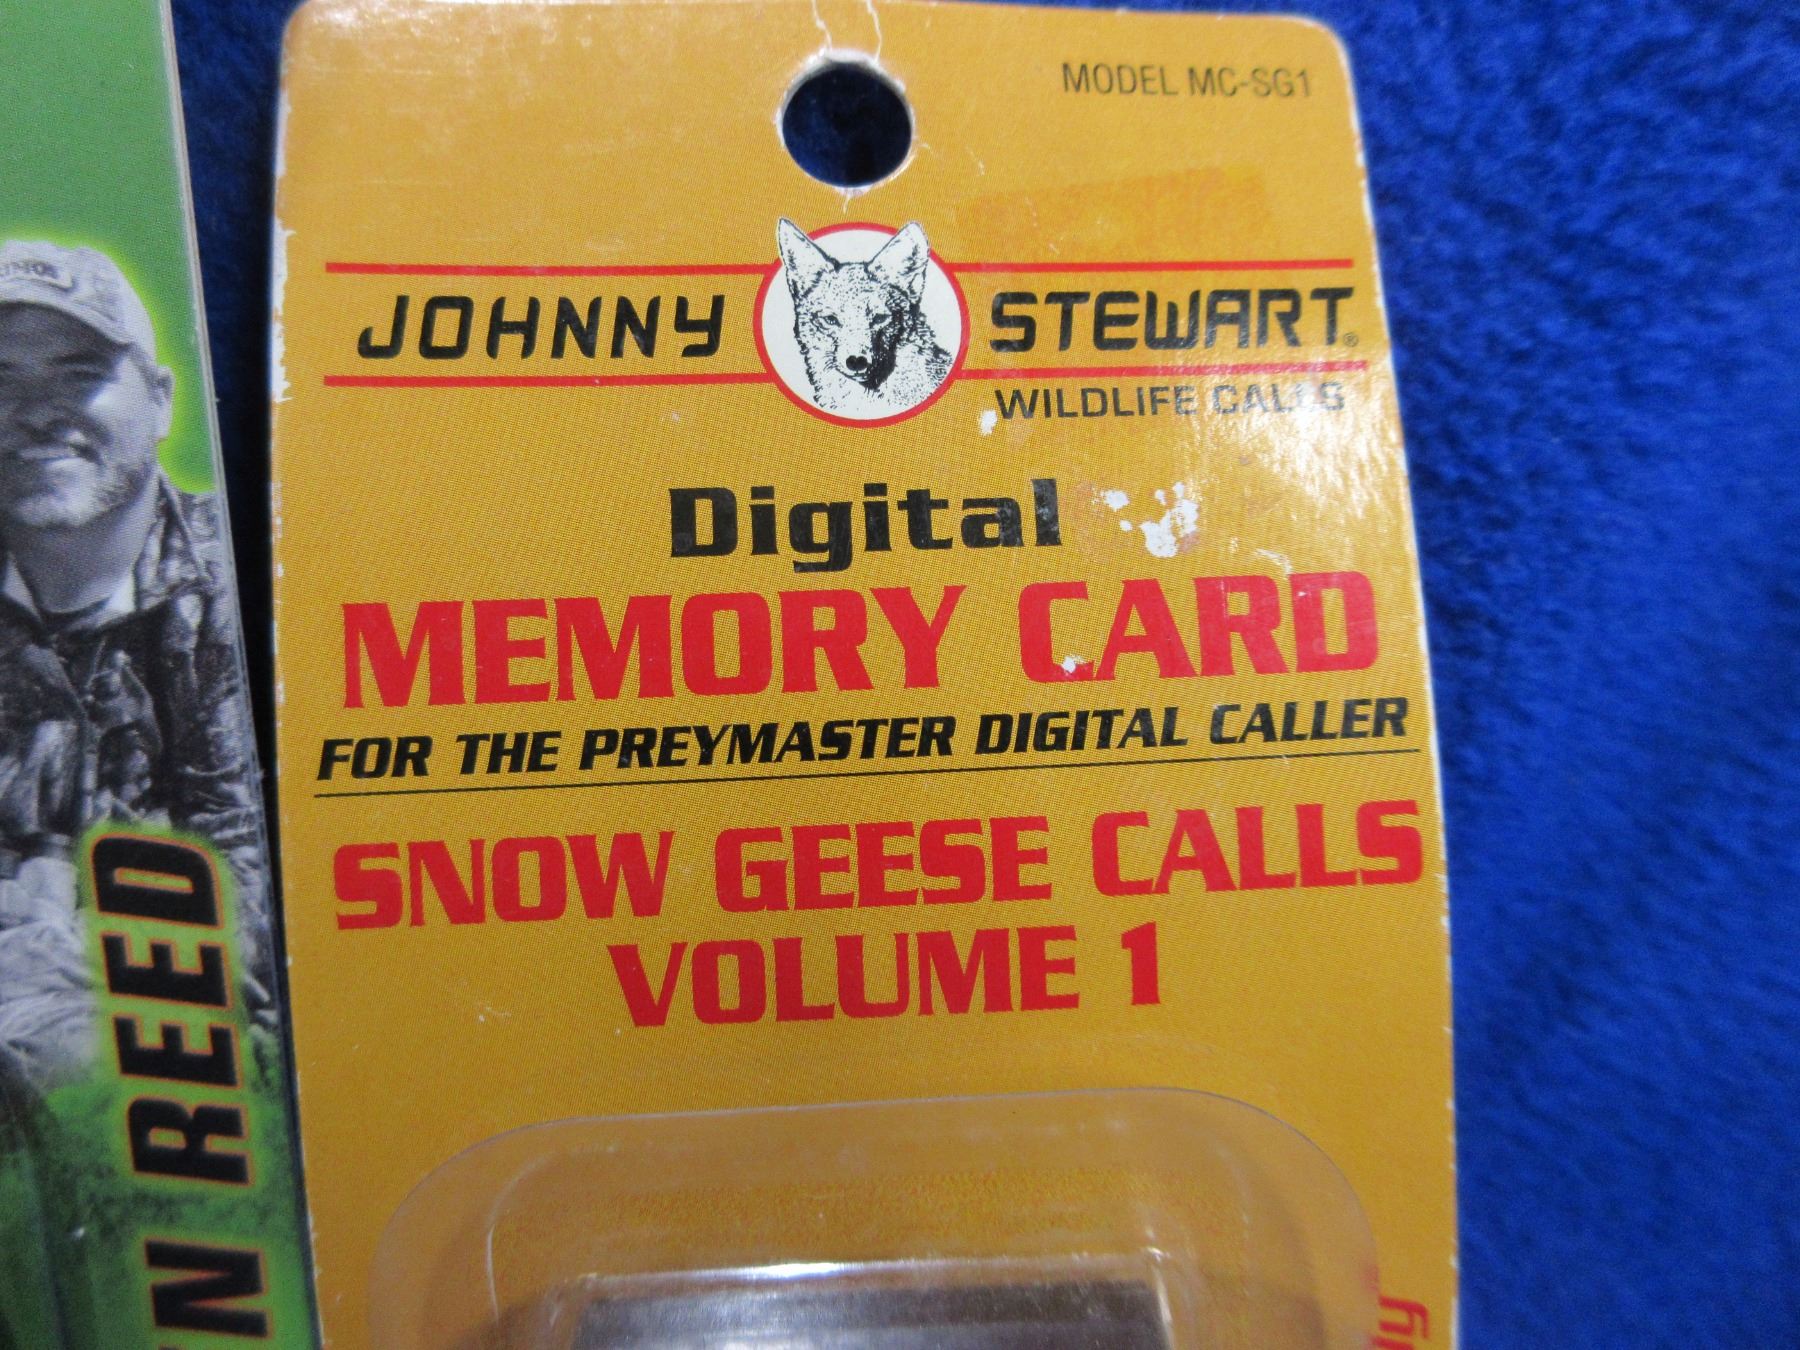 MODEL MC-SG1
JOHNNY STEWART®
WILDLIFE CALLS
Digital
MEMORY CARD
FOR THE PREYMASTER DIGITAL CALLER
SNOW GEESE CALLS
VOLUME 1
REED